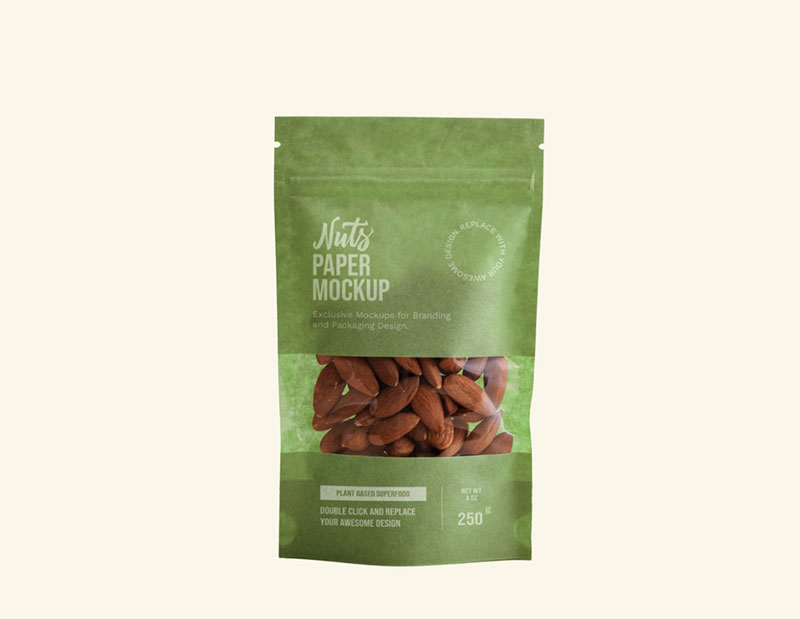 Nuts
PAPER
MOCKUP
DESIGN. REPLACE WITH YOUR AWESOME
Exclusive Mockups for Branding
and Packaging Design.
PLANT BASED SUPERFOOD
DOUBLE CLICK AND REPLACE
YOUR AWESOME DESIGN
NET WT
4 OZ
250